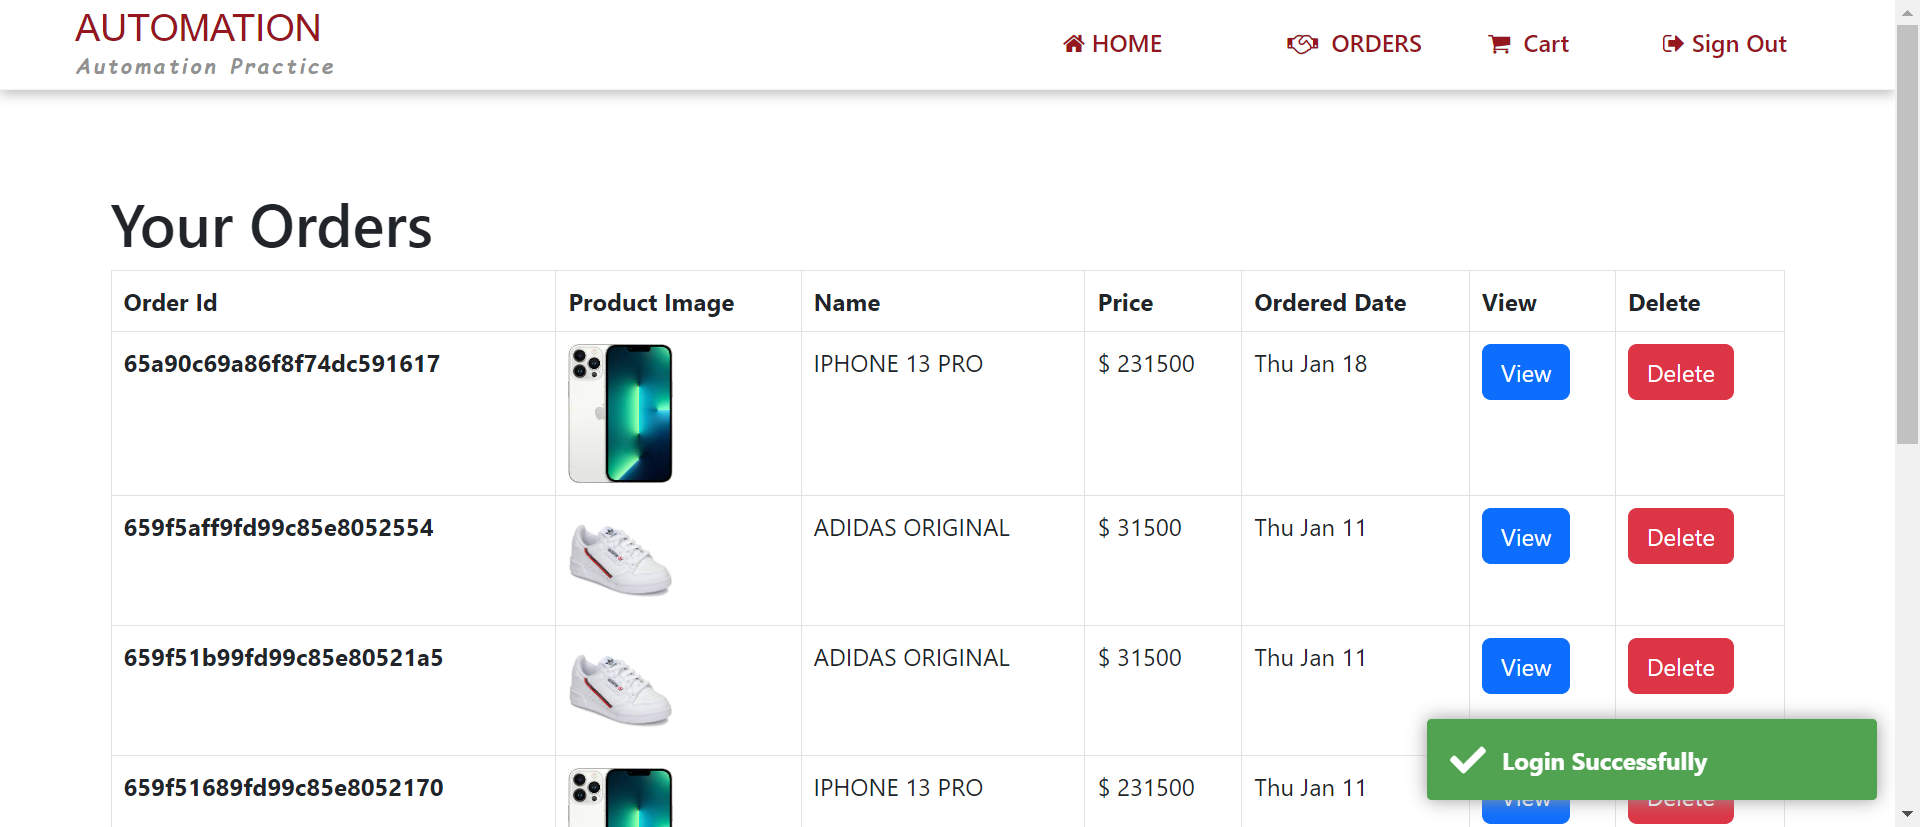 AUTOMATION
Automation Practice
HOME
ORDERS
Cart
Sign Out
Your Orders
Order Id Product Image Name Price Ordered Date View Delete
65a90c69a86f8f74dc591617 IPHONE 13 PRO $ 231500 Thu Jan 18 View Delete
659f5aff9fd99c85e8052554 ADIDAS ORIGINAL $ 31500 Thu Jan 11 View Delete
659f51b99fd99c85e80521a5 ADIDAS ORIGINAL $ 31500 Thu Jan 11 View Delete
659f51689fd99c85e8052170 IPHONE 13 PRO $ 231500 Thu Jan 11 View Delete
Login Successfully